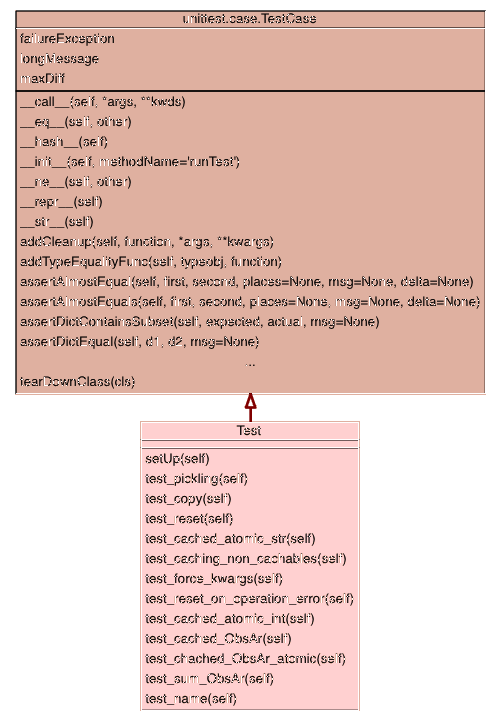 unittest.case.TestCase
failureException
longMessage
maxDiff
__call__(self, *args, **kwds)
__eq__(self, other)
__hash__(self)
__init__(self, methodName='runTest')
__ne__(self, other)
__repr__(self)
__str__(self)
addCleanup(self, function, *args, **kwargs)
addTypeEqualityFunc(self, typeobj, function)
assertAlmostEqual(self, first, second, places=None, msg=None, delta=None)
assertAlmostEquals(self, first, second, places=None, msg=None, delta=None)
assertDictContainsSubset(self, expected, actual, msg=None)
assertDictEqual(self, d1, d2, msg=None)
...
tearDownClass(cls)
Test
setUp(self)
test_pickling(self)
test_copy(self)
test_reset(self)
test_cached_atomic_str(self)
test_caching_non_cachables(self)
test_force_kwargs(self)
test_reset_on_operation_error(self)
test_cached_atomic_int(self)
test_cached_ObsAr(self)
test_chached_ObsAr_atomic(self)
test_sum_ObsAr(self)
test_name(self)